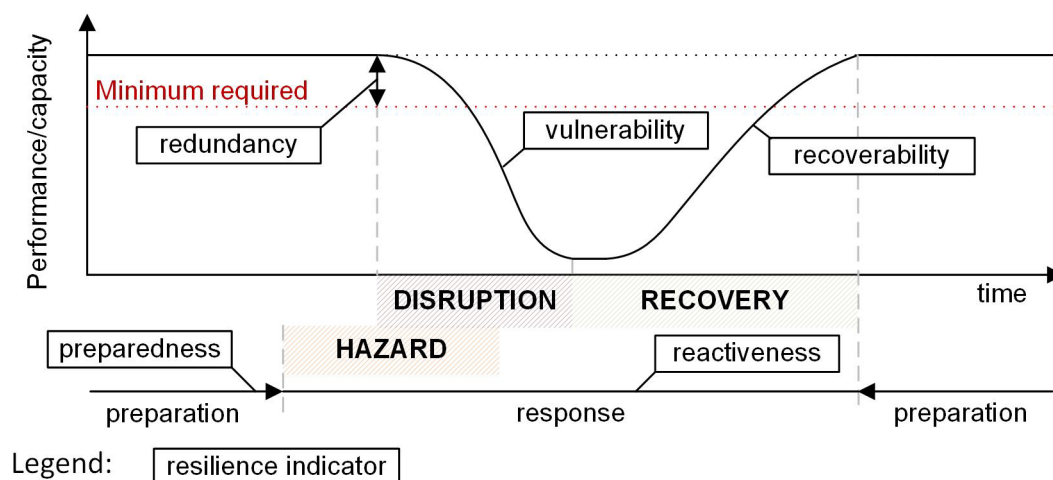 Performance/capacity
Minimum required
redundancy
vulnerability
recoverability
time
DISRUPTION
RECOVERY
HAZARD
preparedness
reactiveness
preparation
response
preparation
Legend:
resilience indicator